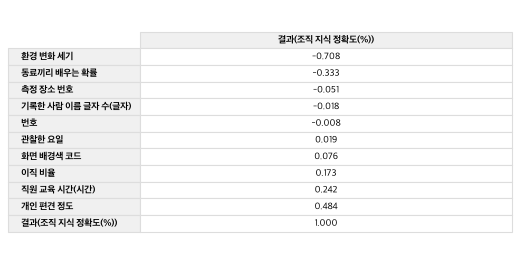 결과(조직 지식 정확도(%))
환경 변화 세기 -0.708
동료끼리 배우는 확률 -0.333
측정 장소 번호 -0.051
기록한 사람 이름 글자 수(글자) -0.018
번호 -0.008
관찰한 요일 0.019
화면 배경색 코드 0.076
이직 비율 0.173
직원 교육 시간(시간) 0.242
개인 편견 정도 0.484
결과(조직 지식 정확도(%)) 1.000